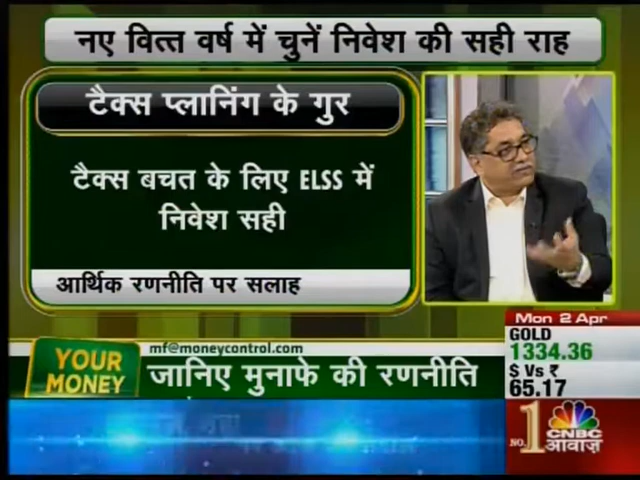 नए वित्त वर्ष में चुनें निवेश की सही राह
टैक्स प्लानिंग के गुर
टैक्स बचत के लिए ELSS में
निवेश सही
आर्थिक रणनीति पर सलाह
Mon 2 Apr
GOLD
1334.36
$ Vs ₹
65.17
YOUR
MONEY
mf@moneycontrol.com
जानिए मुनाफे की रणनीति
NO. 1 CNBC
आवाज़